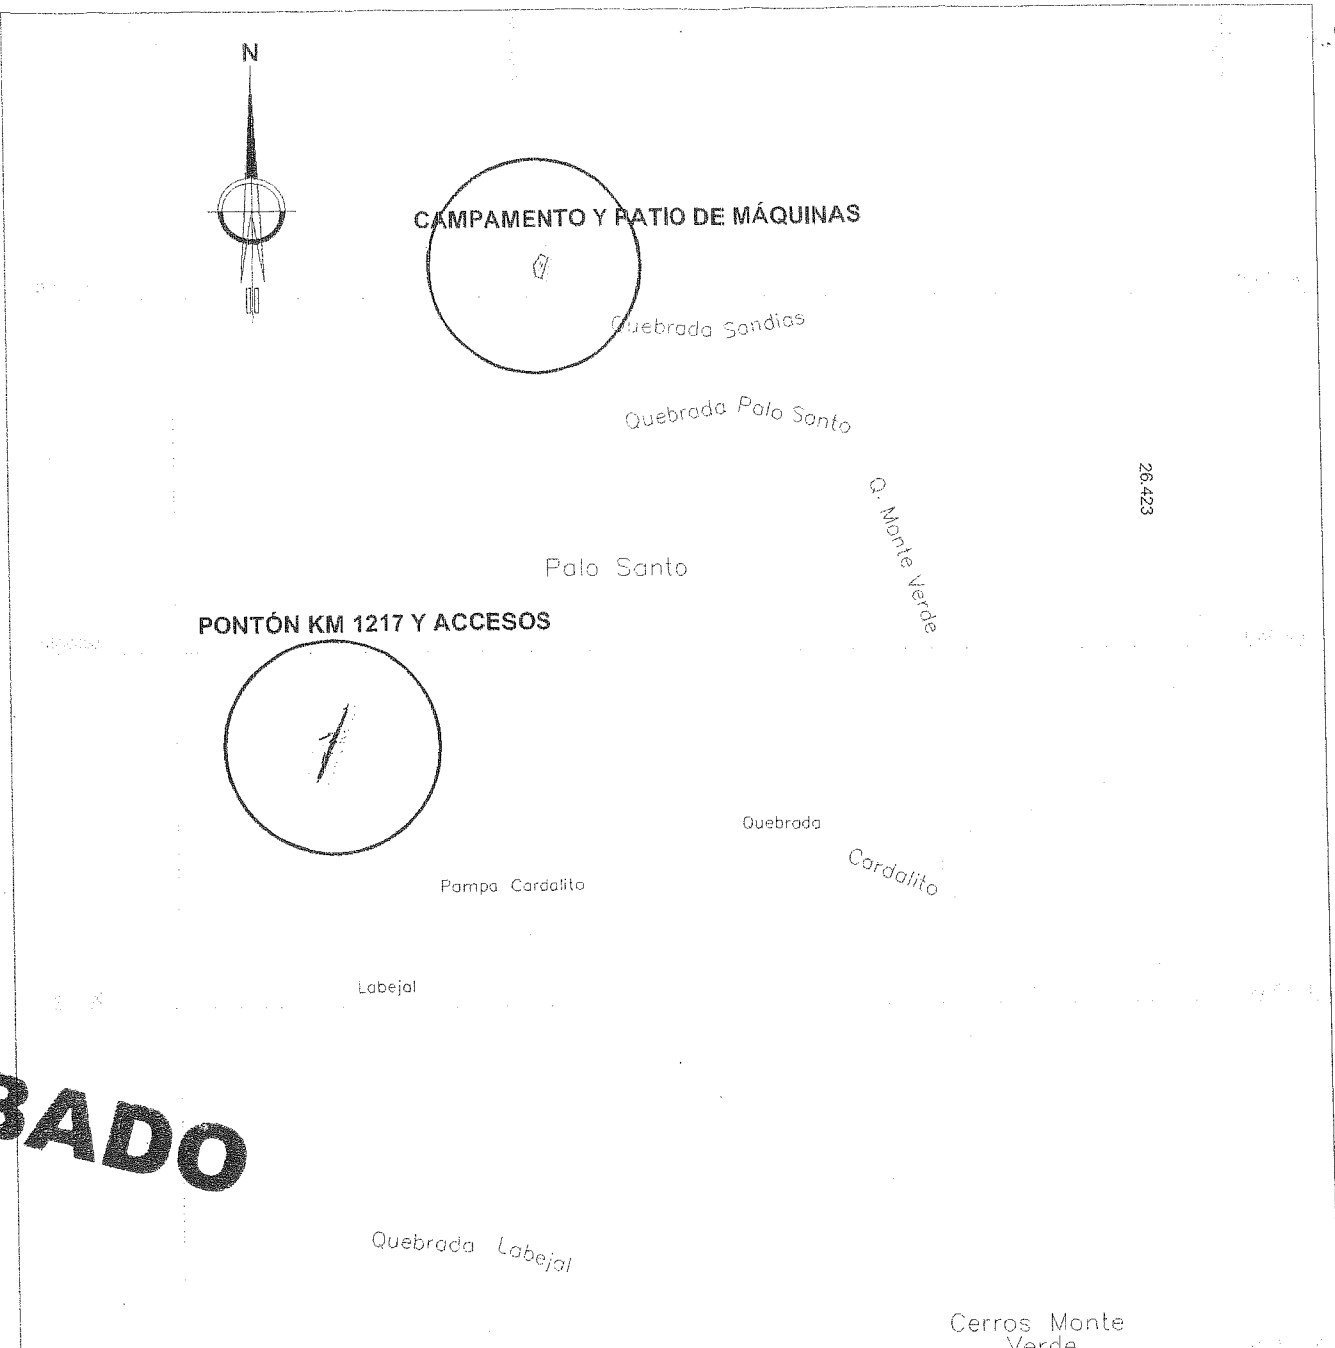 N
CAMPAMENTO Y PATIO DE MÁQUINAS
Quebrada Sandias
Quebrada Palo Santo
Q. Monte Verde
26.423
Palo Santo
PONTÓN KM 1217 Y ACCESOS
Quebrada
Cardalito
Pampa Cardalito
Labejal
BADO
Quebrada Labejal
Cerros Monte
Verde